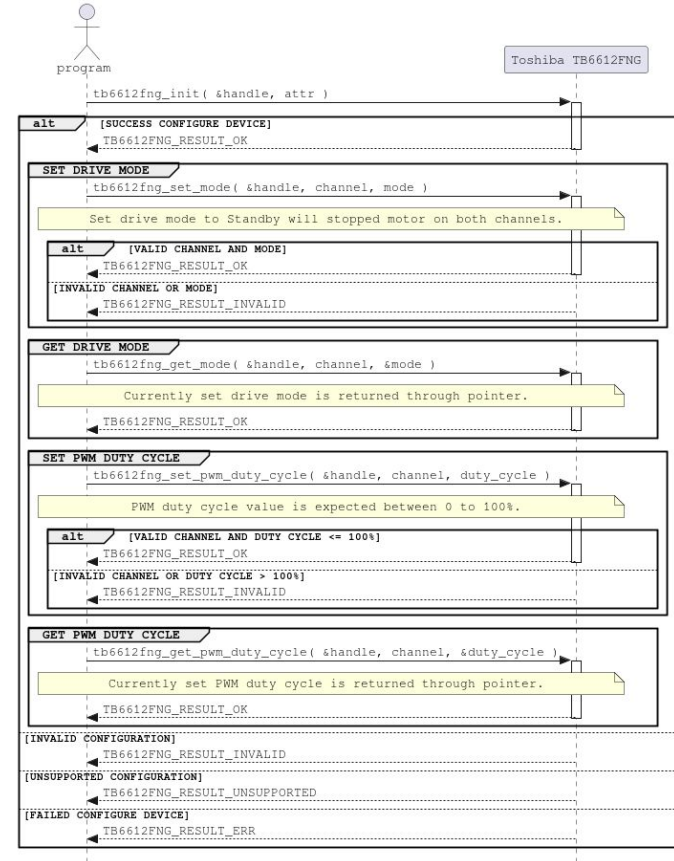 program
Toshiba TB6612FNG
tb6612fng_init( &handle, attr )
alt [SUCCESS CONFIGURE DEVICE]
TB6612FNG_RESULT_OK
SET DRIVE MODE
tb6612fng_set_mode( &handle, channel, mode )
Set drive mode to Standby will stopped motor on both channels.
alt [VALID CHANNEL AND MODE]
TB6612FNG_RESULT_OK
[INVALID CHANNEL OR MODE]
TB6612FNG_RESULT_INVALID
GET DRIVE MODE
tb6612fng_get_mode( &handle, channel, &mode )
Currently set drive mode is returned through pointer.
TB6612FNG_RESULT_OK
SET PWM DUTY CYCLE
tb6612fng_set_pwm_duty_cycle( &handle, channel, duty_cycle )
PWM duty cycle value is expected between 0 to 100%.
alt [VALID CHANNEL AND DUTY CYCLE <= 100%]
TB6612FNG_RESULT_OK
[INVALID CHANNEL OR DUTY CYCLE > 100%]
TB6612FNG_RESULT_INVALID
GET PWM DUTY CYCLE
tb6612fng_get_pwm_duty_cycle( &handle, channel, &duty_cycle )
Currently set PWM duty cycle is returned through pointer.
TB6612FNG_RESULT_OK
[INVALID CONFIGURATION]
TB6612FNG_RESULT_INVALID
[UNSUPPORTED CONFIGURATION]
TB6612FNG_RESULT_UNSUPPORTED
[FAILED CONFIGURE DEVICE]
TB6612FNG_RESULT_ERR